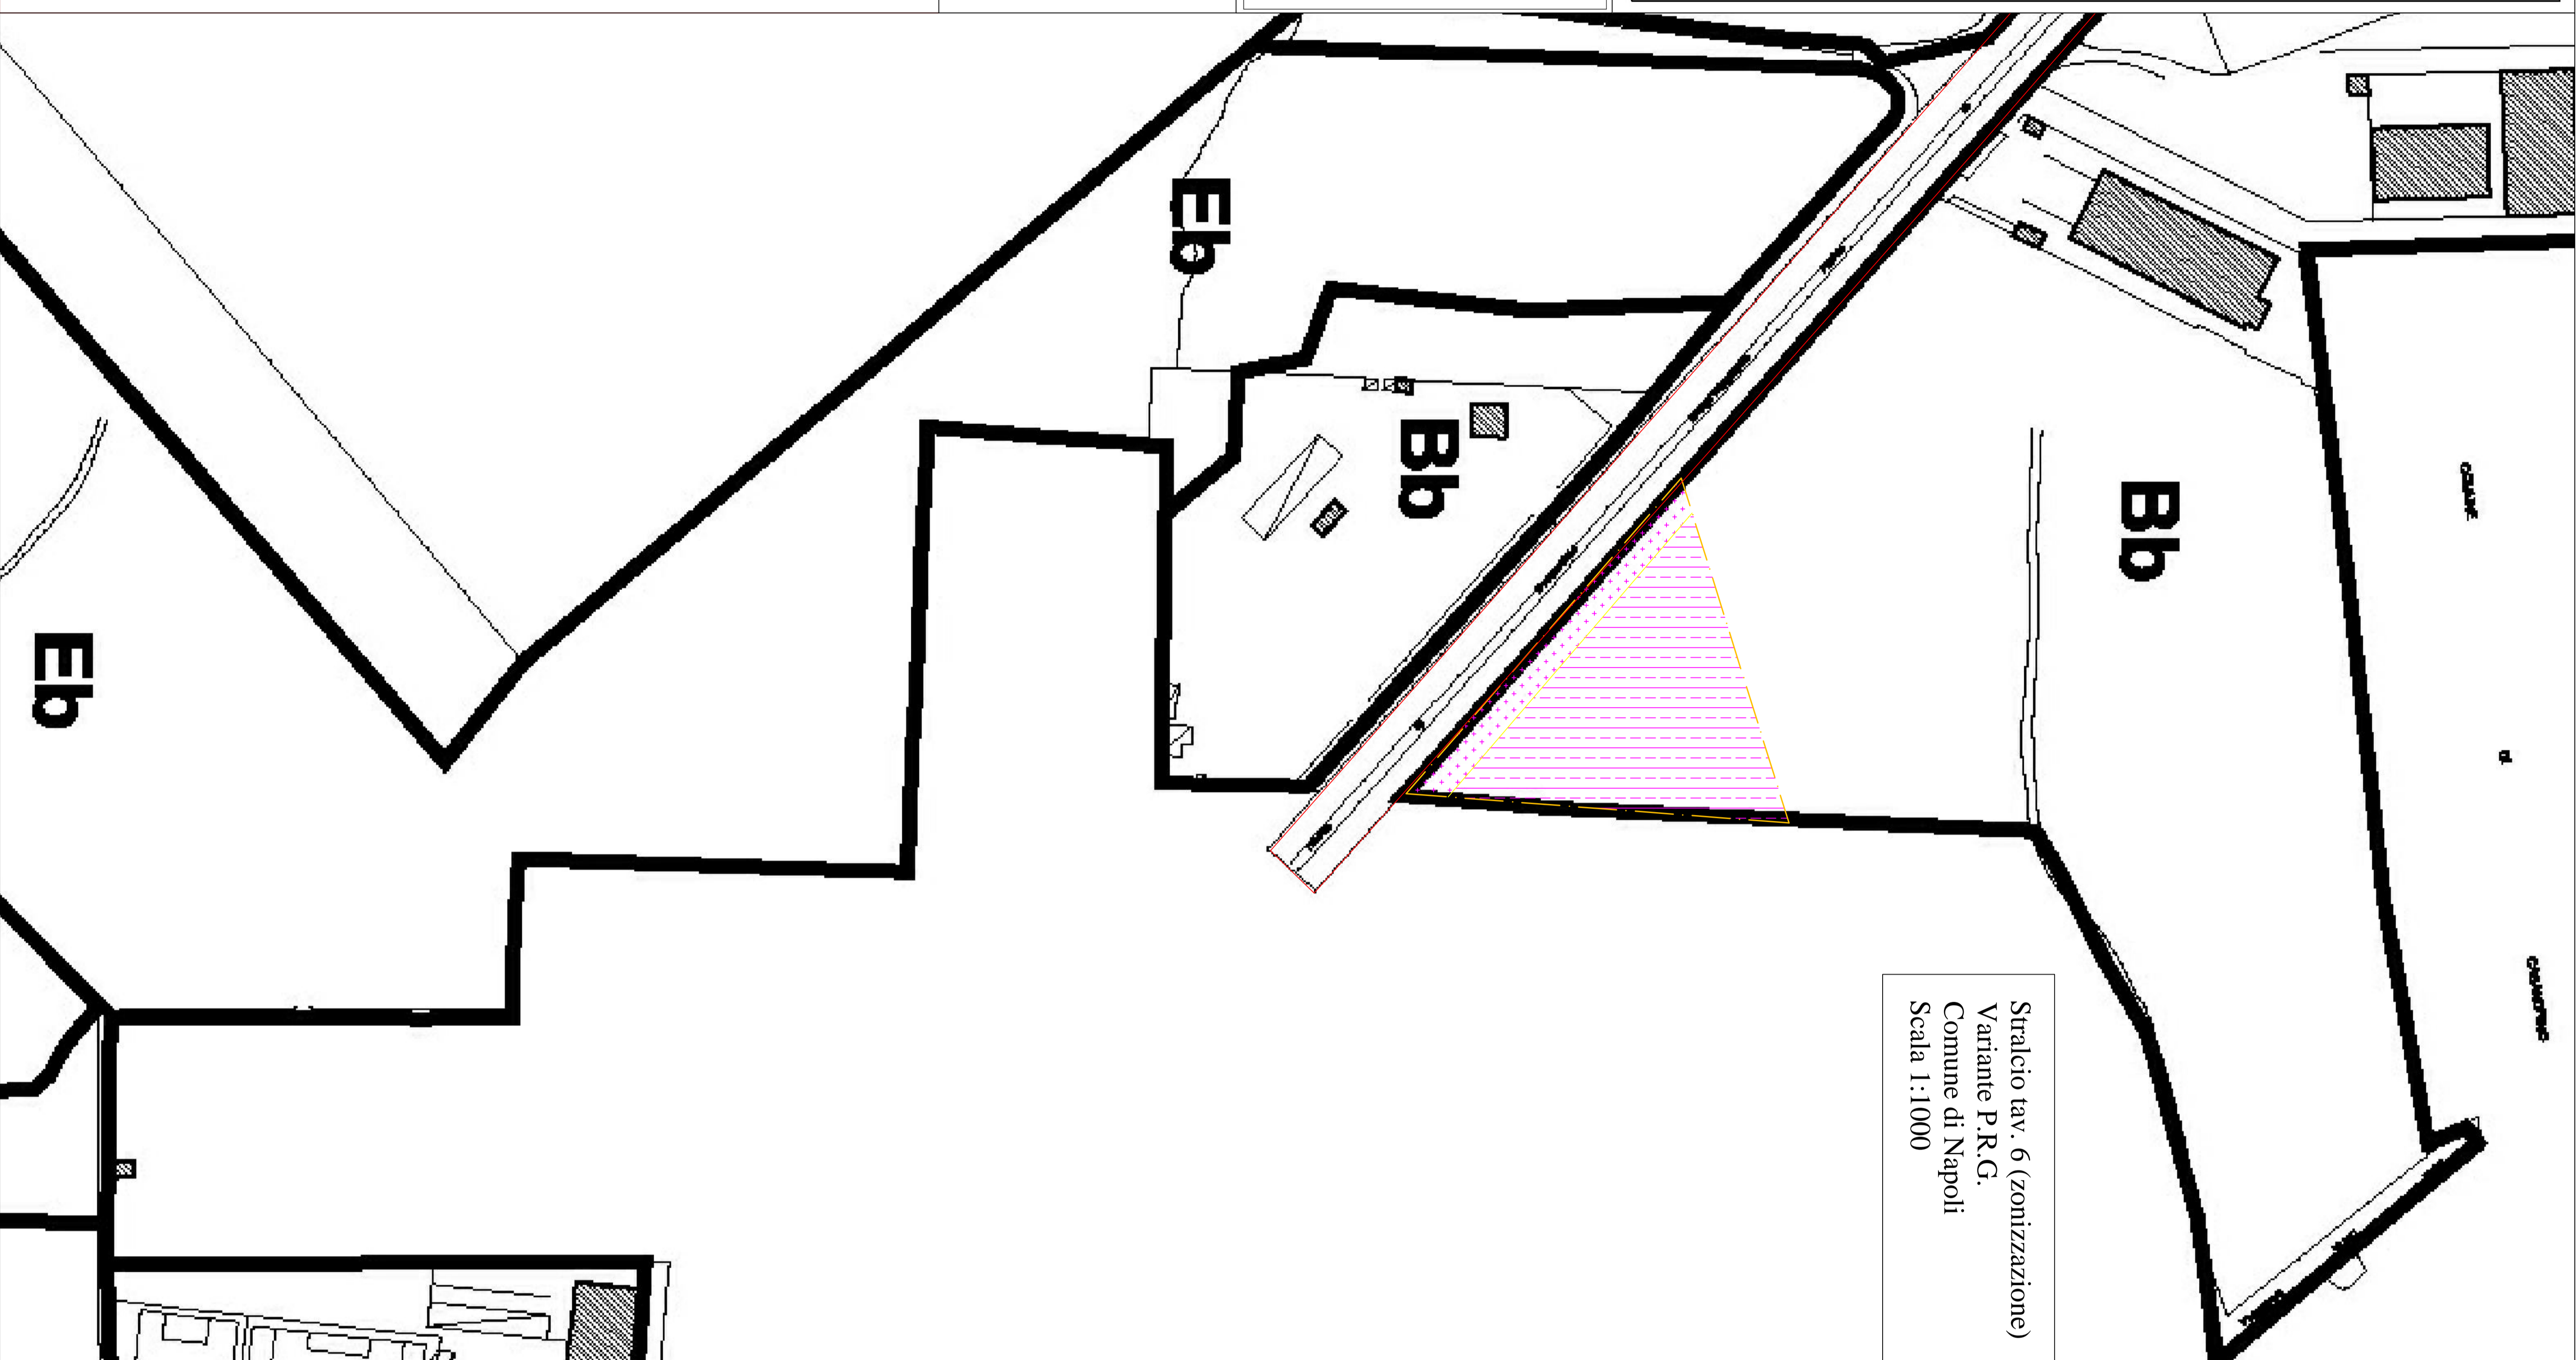 Eb
Bb
Bb
Eb
Stralcio tav. 6 (zonizzazione)
Variante P.R.G.
Comune di Napoli
Scala 1:1000